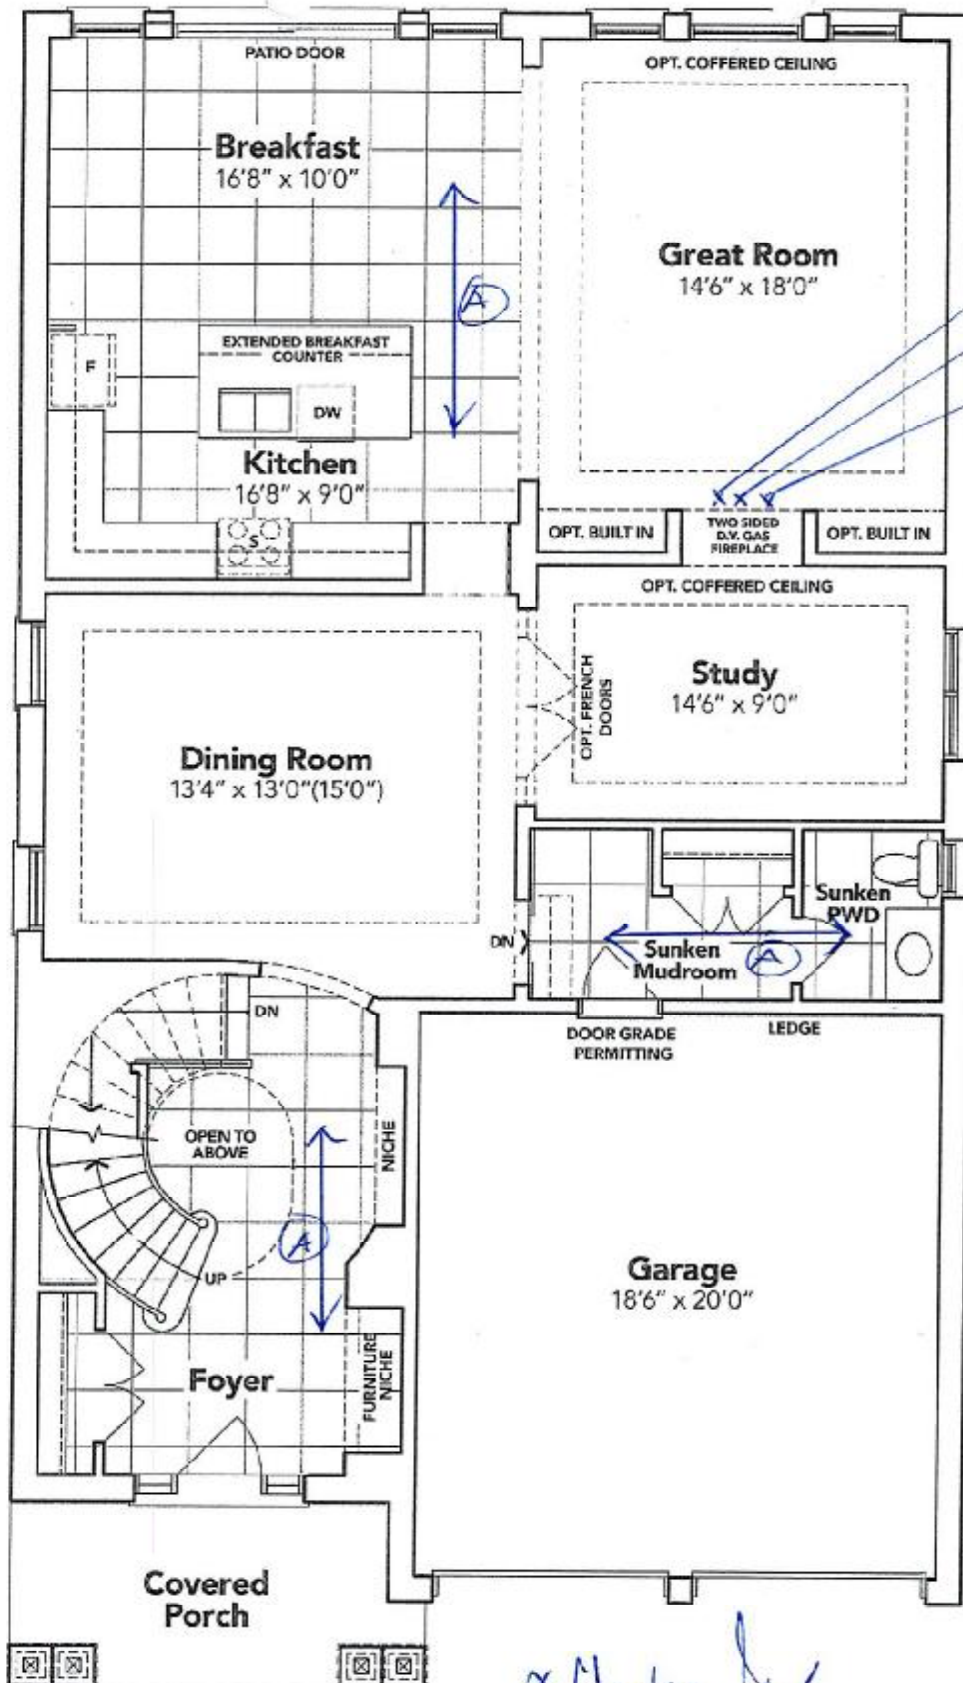 PATIO DOOR
OPT. COFFERED CEILING
Breakfast
16'8" x 10'0"
Great Room
14'6" x 18'0"
A
EXTENDED BREAKFAST
COUNTER
F
DW
Kitchen
16'8" x 9'0"
S
OPT. BUILT IN
TWO SIDED
D.V. GAS
FIREPLACE
OPT. BUILT IN
OPT. COFFERED CEILING
Study
14'6" x 9'0"
OPT. FRENCH
DOORS
Dining Room
13'4" x 13'0"(15'0")
Sunken
PWD
DN
Sunken
Mudroom
A
DN
DOOR GRADE
PERMITTING
LEDGE
OPEN TO
ABOVE
NICHE
A
UP
Garage
18'6" x 20'0"
Foyer
FURNITURE
NICHE
Covered
Porch